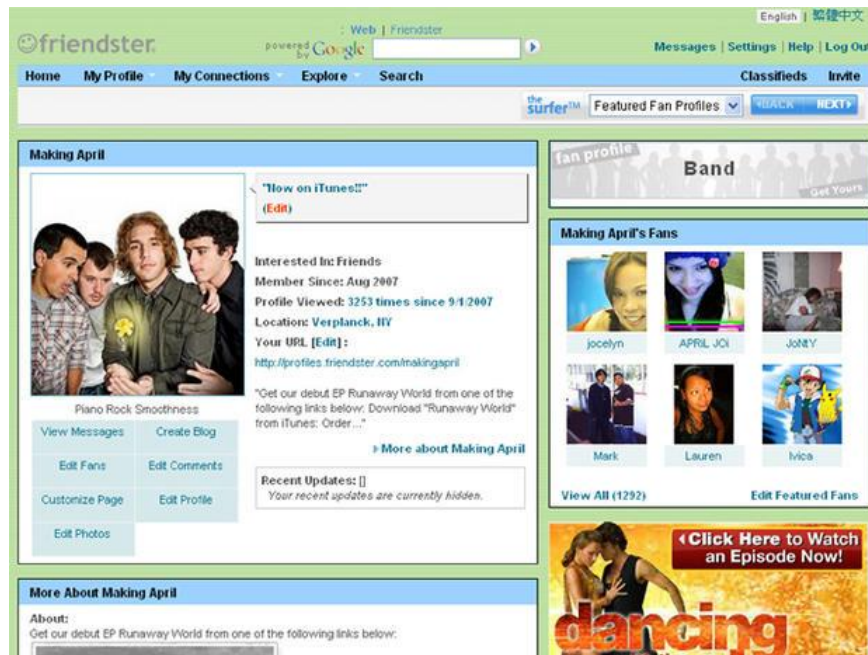 English | 繁體中文
friendster
: Web | Friendster
powered by Google
Messages | Settings | Help | Log Out
Home My Profile My Connections Explore Search Classifieds Invite
the surfer™ Featured Fan Profiles BACK NEXT
Making April
"Now on iTunes!!"
(Edit)
Interested In: Friends
Member Since: Aug 2007
Profile Viewed: 3253 times since 9/1/2007
Location: Verplanck, NY
Your URL [Edit] :
http://profiles.friendster.com/makingapril
"Get our debut EP Runaway World from one of the
following links below: Download "Runaway World"
from iTunes: Order..."
More about Making April
Recent Updates: []
Your recent updates are currently hidden.
Piano Rock Smoothness
View Messages Create Blog
Edit Fans Edit Comments
Customize Page Edit Profile
Edit Photos
More About Making April
About:
Get our debut EP Runaway World from one of the following links below:
fan profile
Band
Get Yours
Making April's Fans
jocelyn APRiL JOi JoNtY
Mark Lauren Ivica
View All (1292) Edit Featured Fans
Click Here to Watch
an Episode Now!
dancing